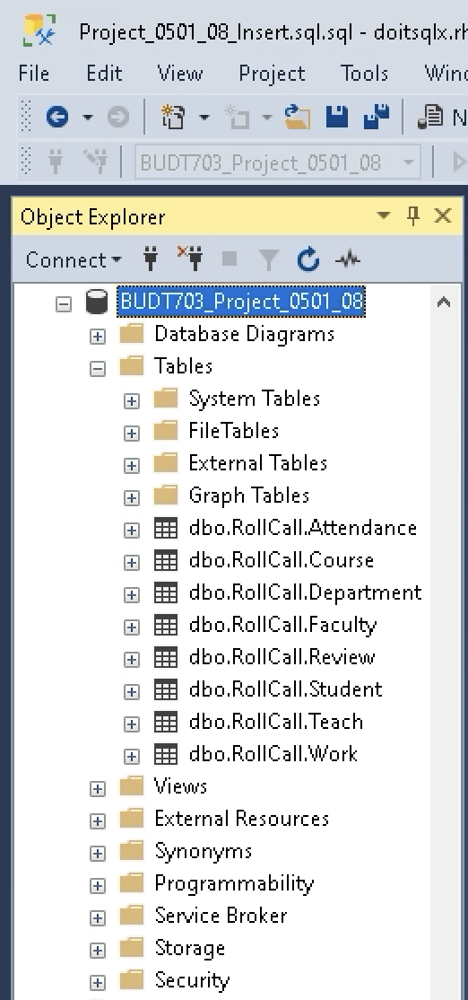 Project_0501_08_Insert.sql.sql - doitsqlx.rh
File Edit View Project Tools Wind
N
BUDT703_Project_0501_08
Object Explorer
Connect
BUDT703_Project_0501_08
Database Diagrams
Tables
System Tables
FileTables
External Tables
Graph Tables
dbo.RollCall.Attendance
dbo.RollCall.Course
dbo.RollCall.Department
dbo.RollCall.Faculty
dbo.RollCall.Review
dbo.RollCall.Student
dbo.RollCall.Teach
dbo.RollCall.Work
Views
External Resources
Synonyms
Programmability
Service Broker
Storage
Security